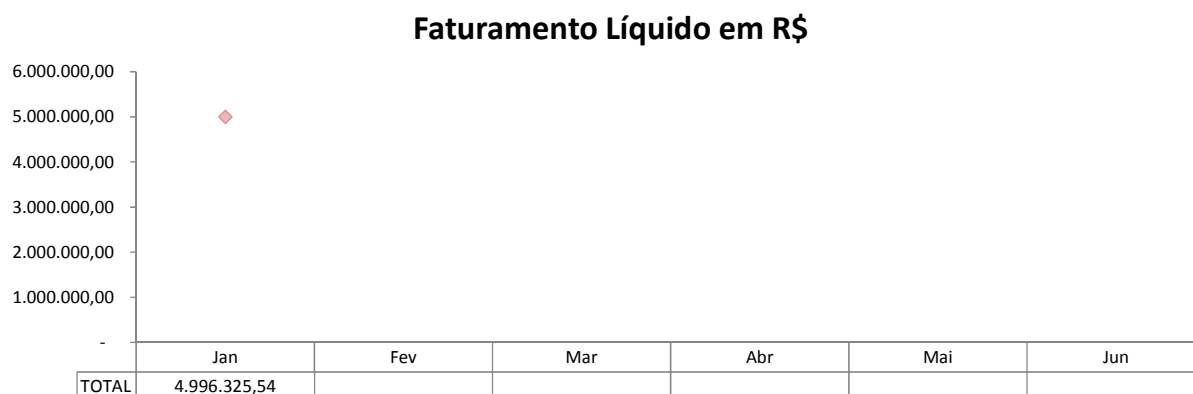 Faturamento Líquido em R$
6.000.000,00
5.000.000,00
4.000.000,00
3.000.000,00
2.000.000,00
1.000.000,00
-
Jan Fev Mar Abr Mai Jun
TOTAL 4.996.325,54